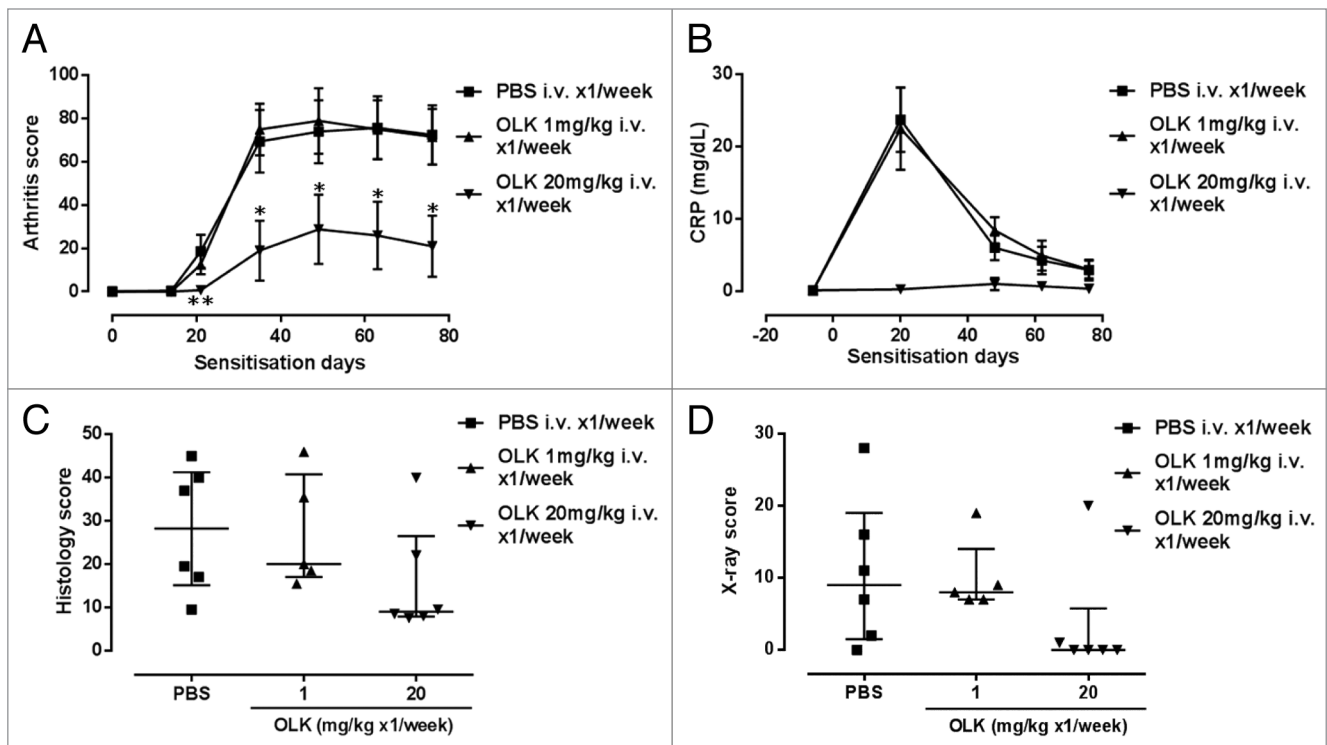 A
Arthritis score
100
80
60
40
20
0
**
*
*
*
*
0 20 40 60 80
Sensitisation days
PBS i.v. x1/week
OLK 1mg/kg i.v.
x1/week
OLK 20mg/kg i.v.
x1/week
B
CRP (mg/dL)
30
20
10
0
-20 0 20 40 60 80
Sensitisation days
PBS i.v. x1/week
OLK 1mg/kg i.v.
x1/week
OLK 20mg/kg i.v.
x1/week
C
Histology score
50
40
30
20
10
0
PBS 1 20
OLK (mg/kg x1/week)
PBS i.v. x1/week
OLK 1mg/kg i.v.
x1/week
OLK 20mg/kg i.v.
x1/week
D
X-ray score
30
20
10
0
PBS 1 20
OLK (mg/kg x1/week)
PBS i.v. x1/week
OLK 1mg/kg i.v.
x1/week
OLK 20mg/kg i.v.
x1/week